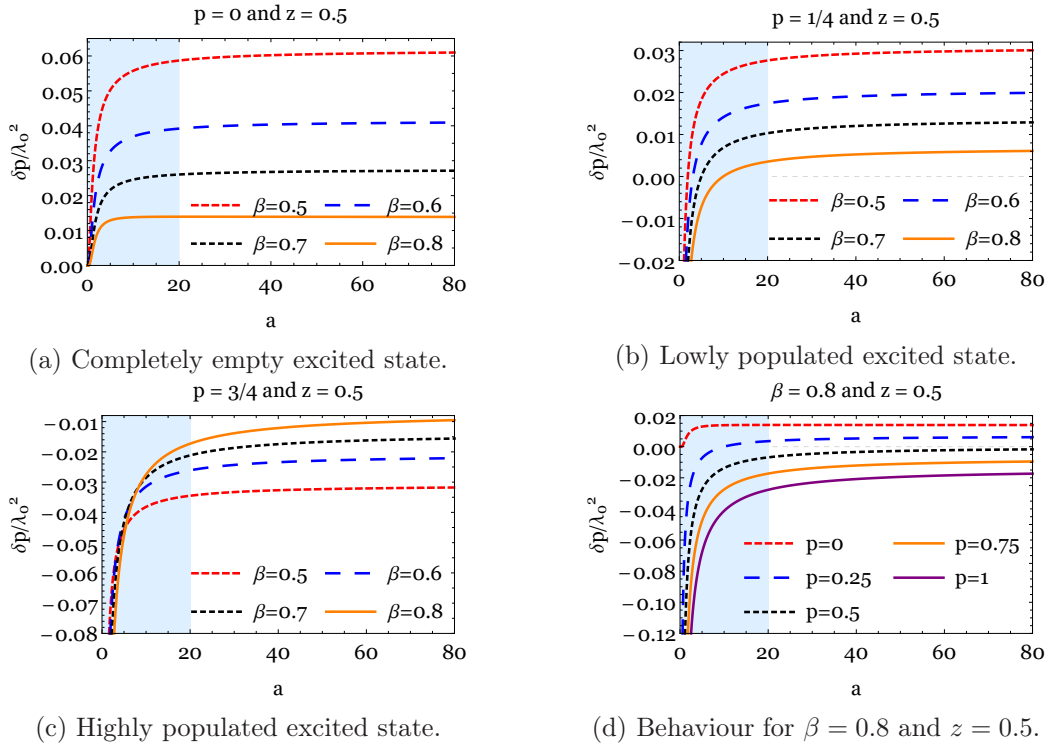 p = 0 and z = 0.5
δp/λ₀²
0.06
0.05
0.04
0.03
0.02
0.01
0.00
β=0.5 β=0.6
β=0.7 β=0.8
0 20 40 60 80
a
(a) Completely empty excited state.
p = 1/4 and z = 0.5
δp/λ₀²
0.03
0.02
0.01
0.00
−0.01
−0.02
β=0.5 β=0.6
β=0.7 β=0.8
0 20 40 60 80
a
(b) Lowly populated excited state.
p = 3/4 and z = 0.5
δp/λ₀²
−0.01
−0.02
−0.03
−0.04
−0.05
−0.06
−0.07
−0.08
β=0.5 β=0.6
β=0.7 β=0.8
0 20 40 60 80
a
(c) Highly populated excited state.
β = 0.8 and z = 0.5
δp/λ₀²
0.02
0.00
−0.02
−0.04
−0.06
−0.08
−0.10
−0.12
p=0 p=0.75
p=0.25 p=1
p=0.5
0 20 40 60 80
a
(d) Behaviour for β = 0.8 and z = 0.5.